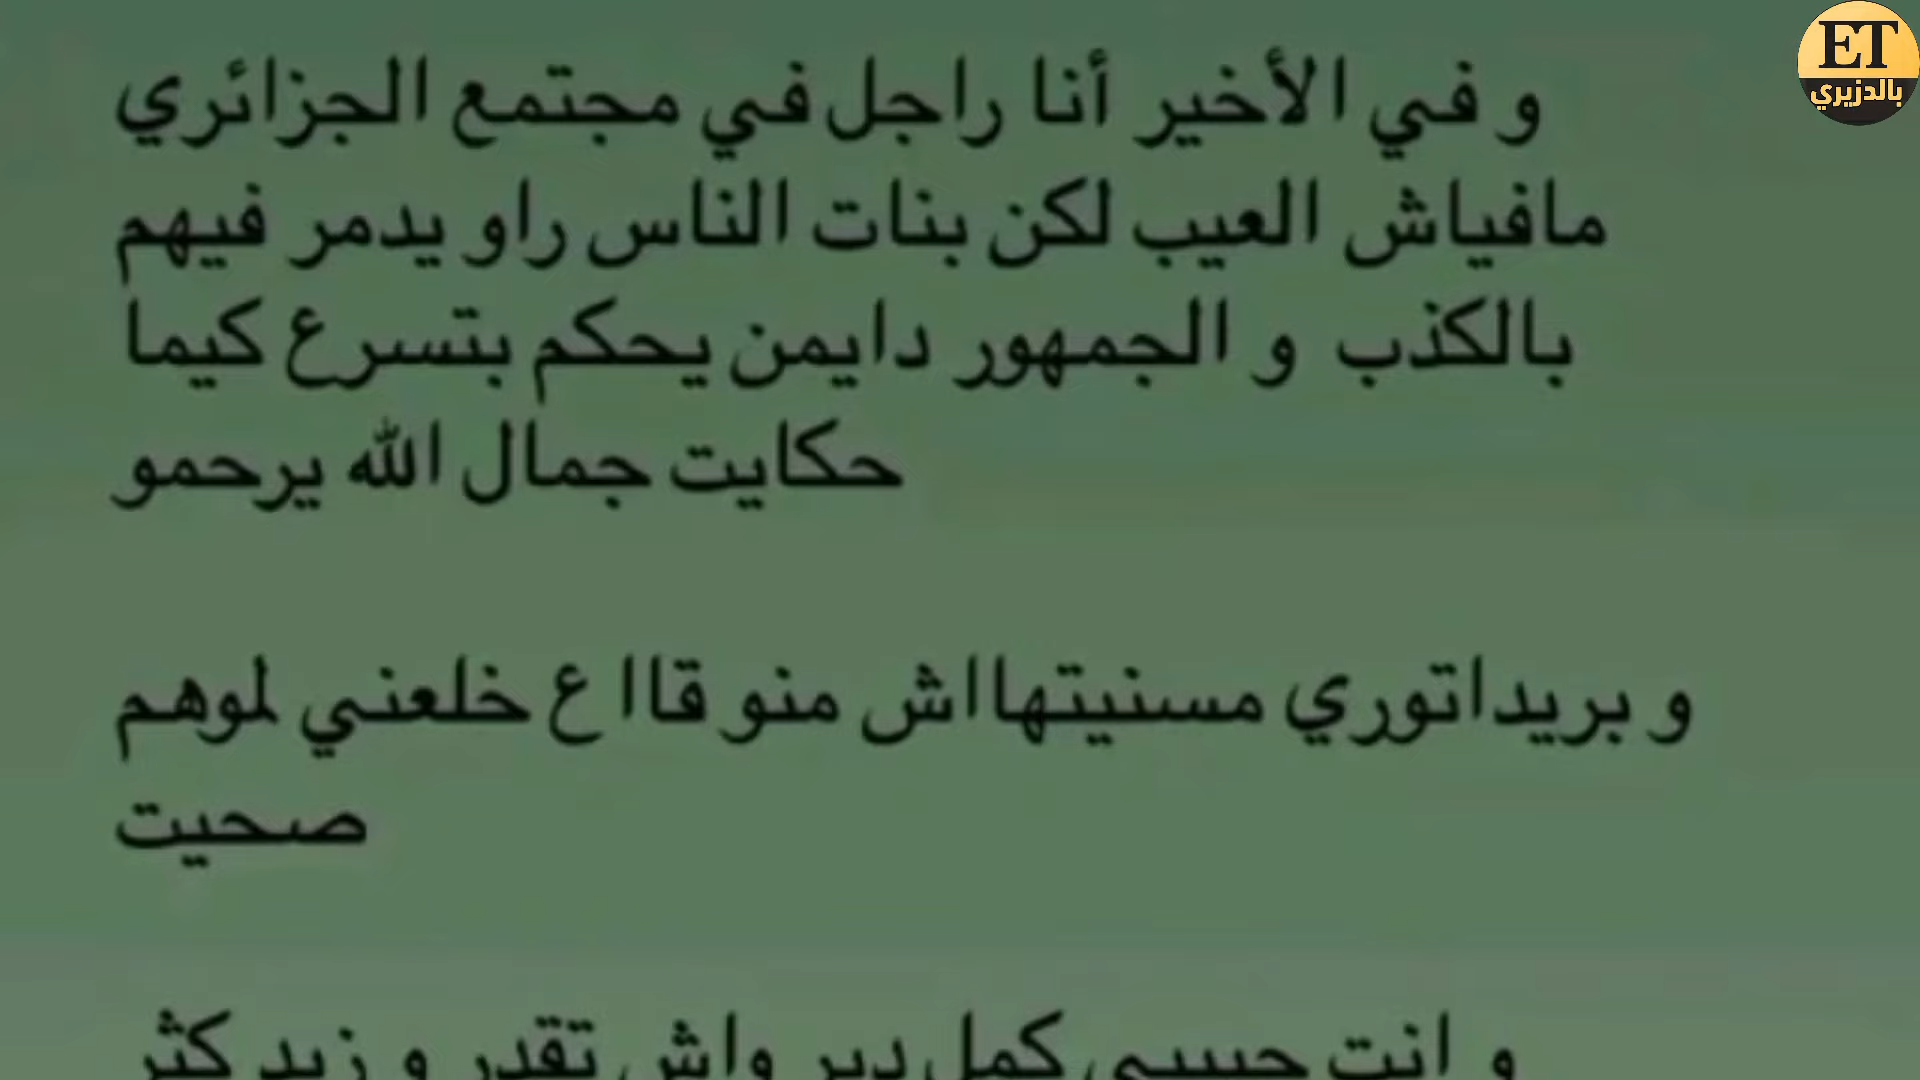 ET
بالدزيري
و في الأخير أنا راجل في مجتمع الجزائري
مافياش العيب لكن بنات الناس راو يدمر فيهم
بالكذب و الجمهور دايمن يحكم بتسرع كيما
حكايت جمال الله يرحمو
و بريداتوري مسنيتهااش منو قااع خلعني لموهم
صحيت
و انت حبيبي كمل دير واش تقدر و زيد كثر